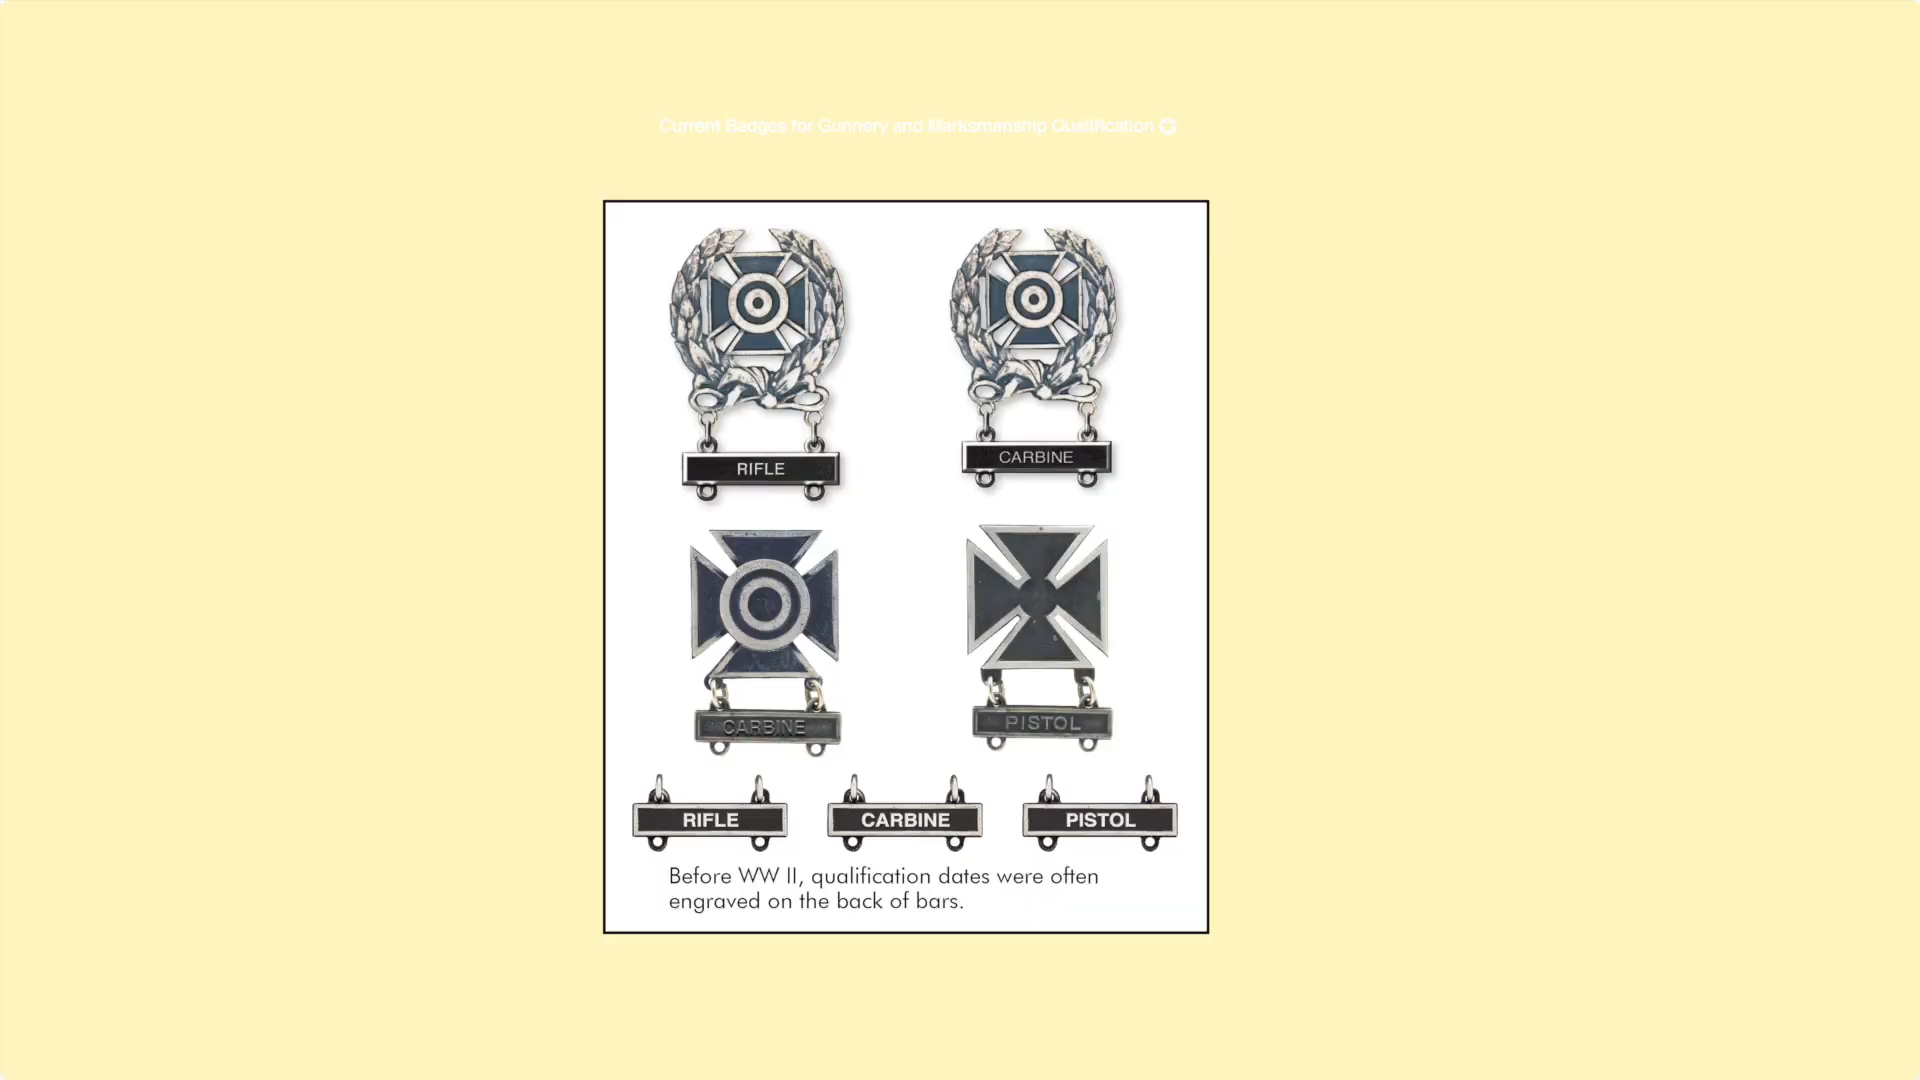 Current Badges for Gunnery and Marksmanship Qualification
RIFLE
CARBINE
CARBINE
PISTOL
RIFLE
CARBINE
PISTOL
Before WW II, qualification dates were often
engraved on the back of bars.